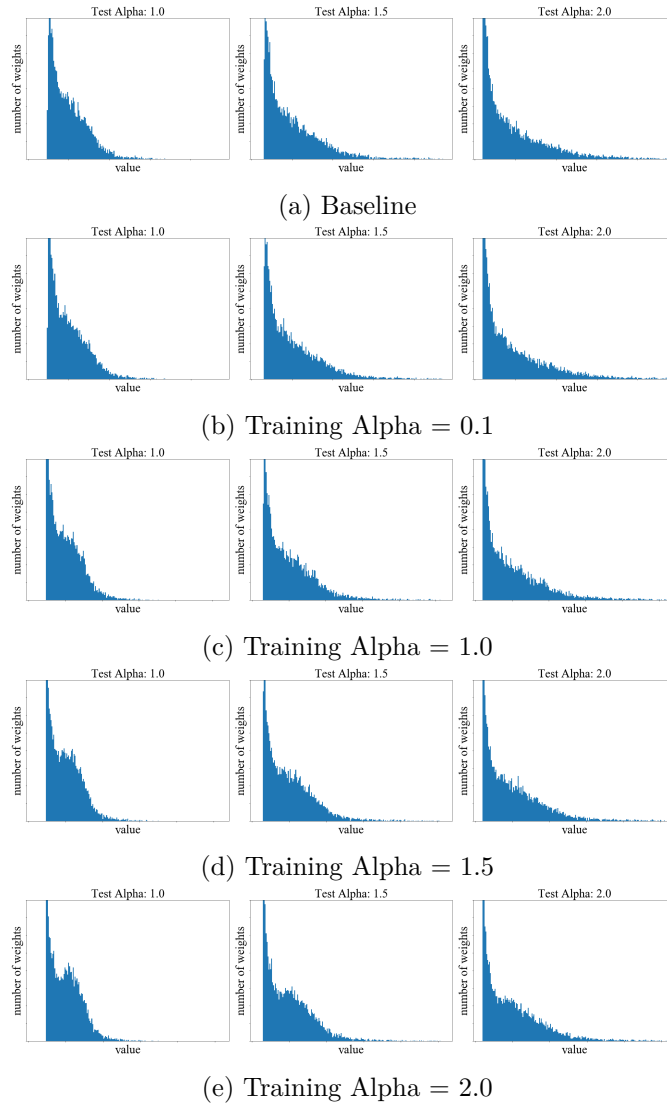 Test Alpha: 1.0 Test Alpha: 1.5 Test Alpha: 2.0
number of weights number of weights number of weights
value value value
(a) Baseline
Test Alpha: 1.0 Test Alpha: 1.5 Test Alpha: 2.0
number of weights number of weights number of weights
value value value
(b) Training Alpha = 0.1
Test Alpha: 1.0 Test Alpha: 1.5 Test Alpha: 2.0
number of weights number of weights number of weights
value value value
(c) Training Alpha = 1.0
Test Alpha: 1.0 Test Alpha: 1.5 Test Alpha: 2.0
number of weights number of weights number of weights
value value value
(d) Training Alpha = 1.5
Test Alpha: 1.0 Test Alpha: 1.5 Test Alpha: 2.0
number of weights number of weights number of weights
value value value
(e) Training Alpha = 2.0